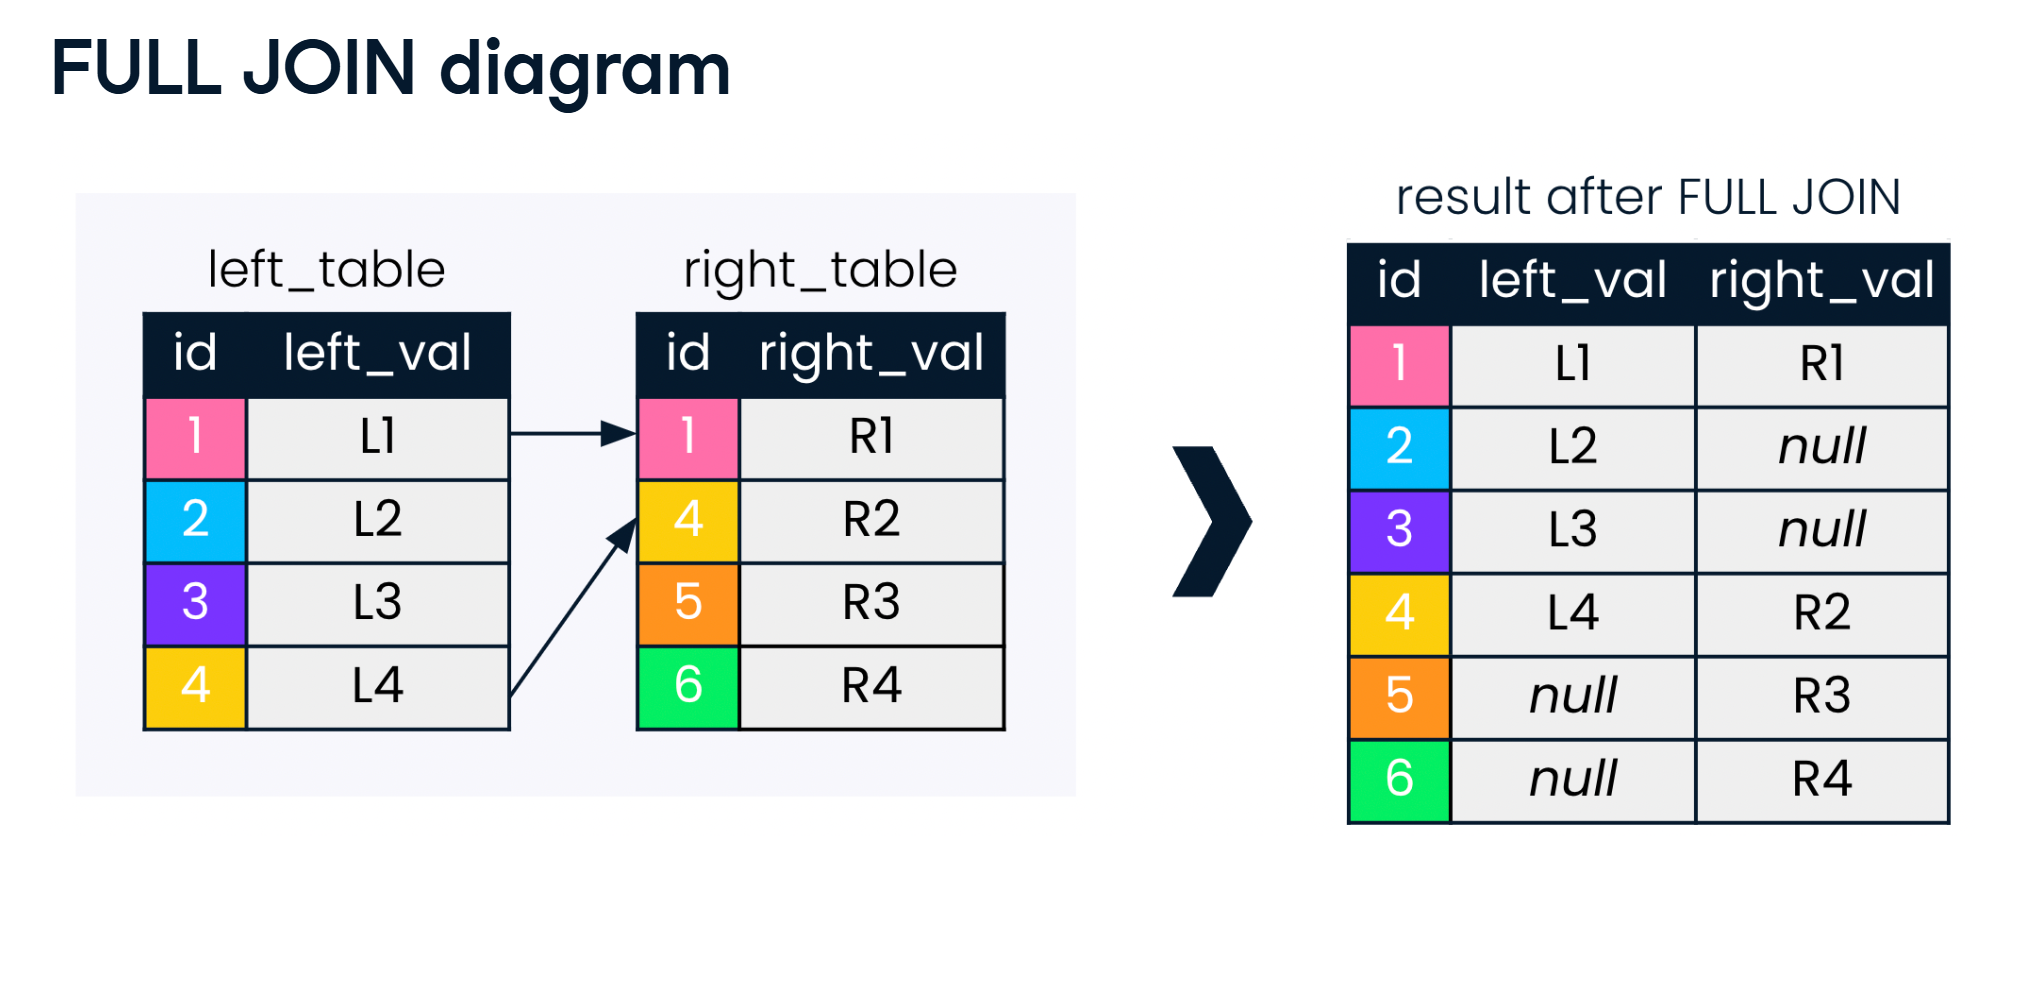 FULL JOIN diagram
left_table
id left_val
1 L1
2 L2
3 L3
4 L4
right_table
id right_val
1 R1
4 R2
5 R3
6 R4
result after FULL JOIN
id left_val right_val
1 L1 R1
2 L2 null
3 L3 null
4 L4 R2
5 null R3
6 null R4